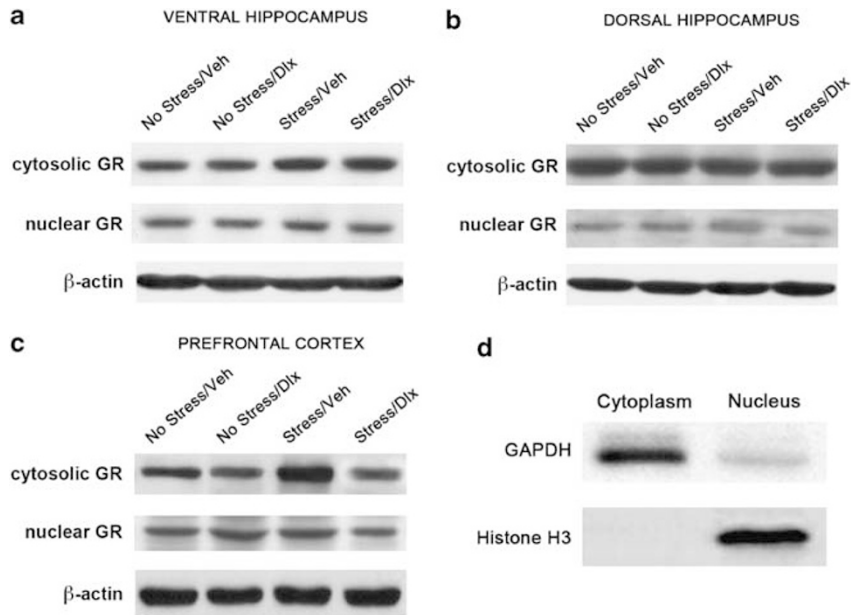 a
VENTRAL HIPPOCAMPUS
No Stress/Veh
No Stress/Dlx
Stress/Veh
Stress/Dlx
cytosolic GR
nuclear GR
β-actin
b
DORSAL HIPPOCAMPUS
No Stress/Veh
No Stress/Dlx
Stress/Veh
Stress/Dlx
cytosolic GR
nuclear GR
β-actin
c
PREFRONTAL CORTEX
No Stress/Veh
No Stress/Dlx
Stress/Veh
Stress/Dlx
cytosolic GR
nuclear GR
β-actin
d
Cytoplasm Nucleus
GAPDH
Histone H3